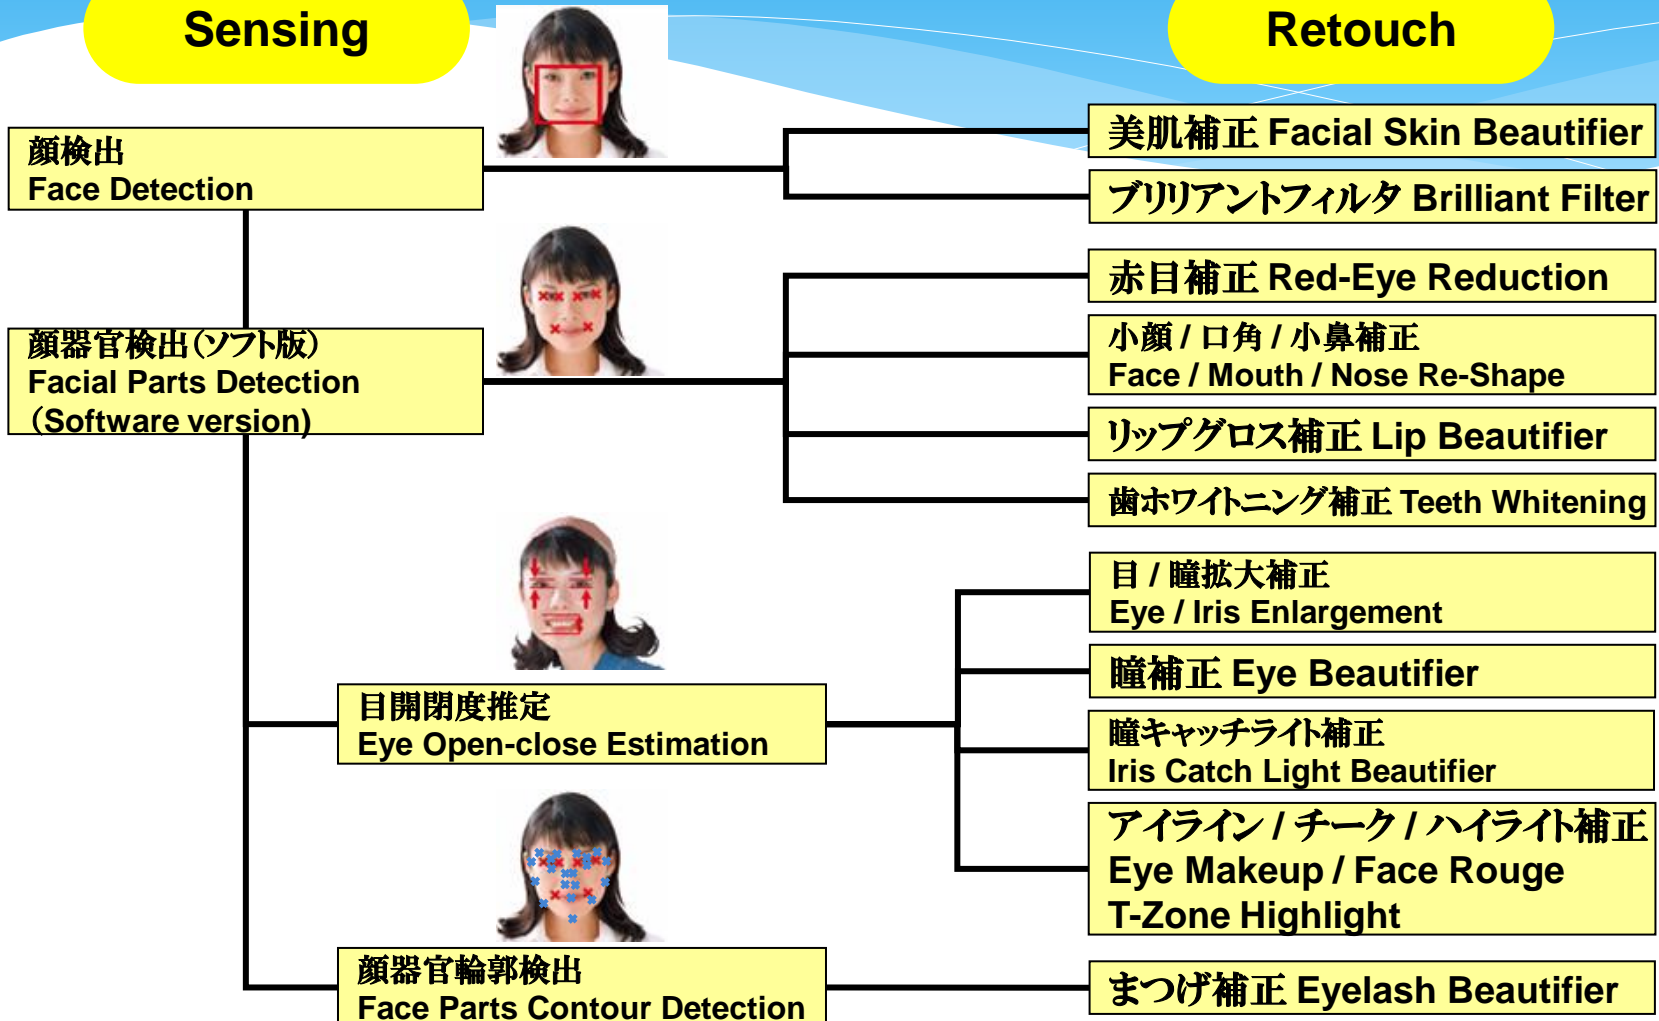 Sensing
Retouch
顔検出
Face Detection
美肌補正 Facial Skin Beautifier
ブリリアントフィルタ Brilliant Filter
顔器官検出(ソフト版)
Facial Parts Detection
(Software version)
赤目補正 Red-Eye Reduction
小顔 / 口角 / 小鼻補正
Face / Mouth / Nose Re-Shape
リップグロス補正 Lip Beautifier
歯ホワイトニング補正 Teeth Whitening
目開閉度推定
Eye Open-close Estimation
目 / 瞳拡大補正
Eye / Iris Enlargement
瞳補正 Eye Beautifier
瞳キャッチライト補正
Iris Catch Light Beautifier
アイライン / チーク / ハイライト補正
Eye Makeup / Face Rouge
T-Zone Highlight
顔器官輪郭検出
Face Parts Contour Detection
まつげ補正 Eyelash Beautifier